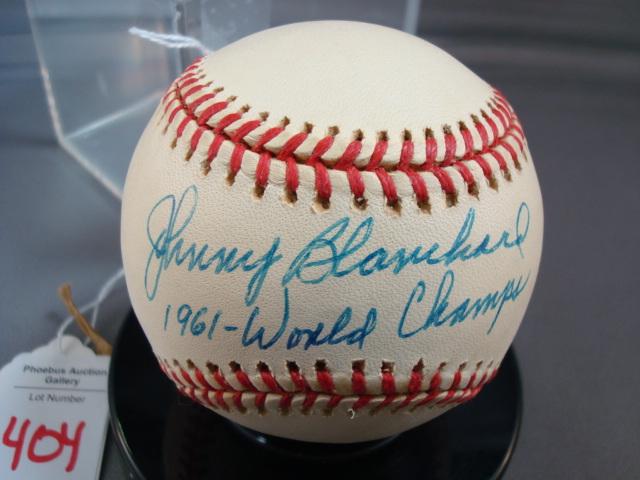 Johnny Blanchard
1961-World Champs
Phoebus Auction
Gallery
Lot Number
404